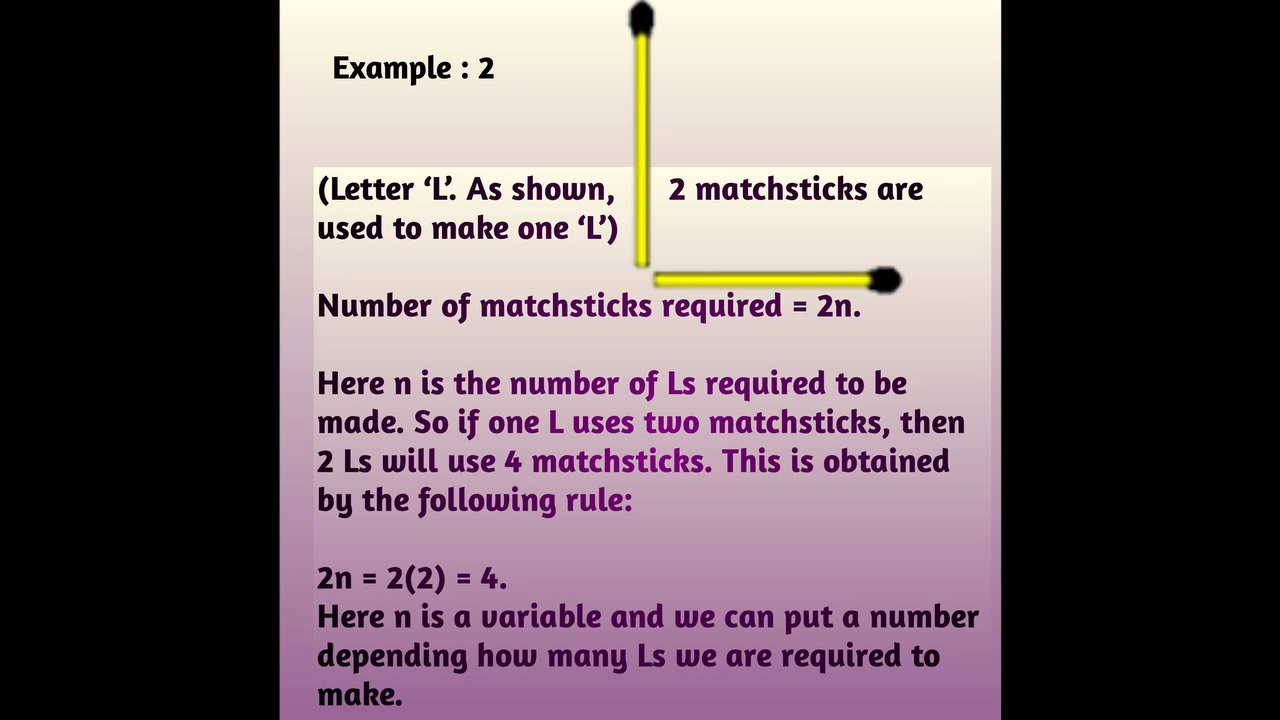 Example : 2
(Letter ‘L’. As shown, 2 matchsticks are
used to make one ‘L’)
Number of matchsticks required = 2n.
Here n is the number of Ls required to be
made. So if one L uses two matchsticks, then
2 Ls will use 4 matchsticks. This is obtained
by the following rule:
2n = 2(2) = 4.
Here n is a variable and we can put a number
depending how many Ls we are required to
make.